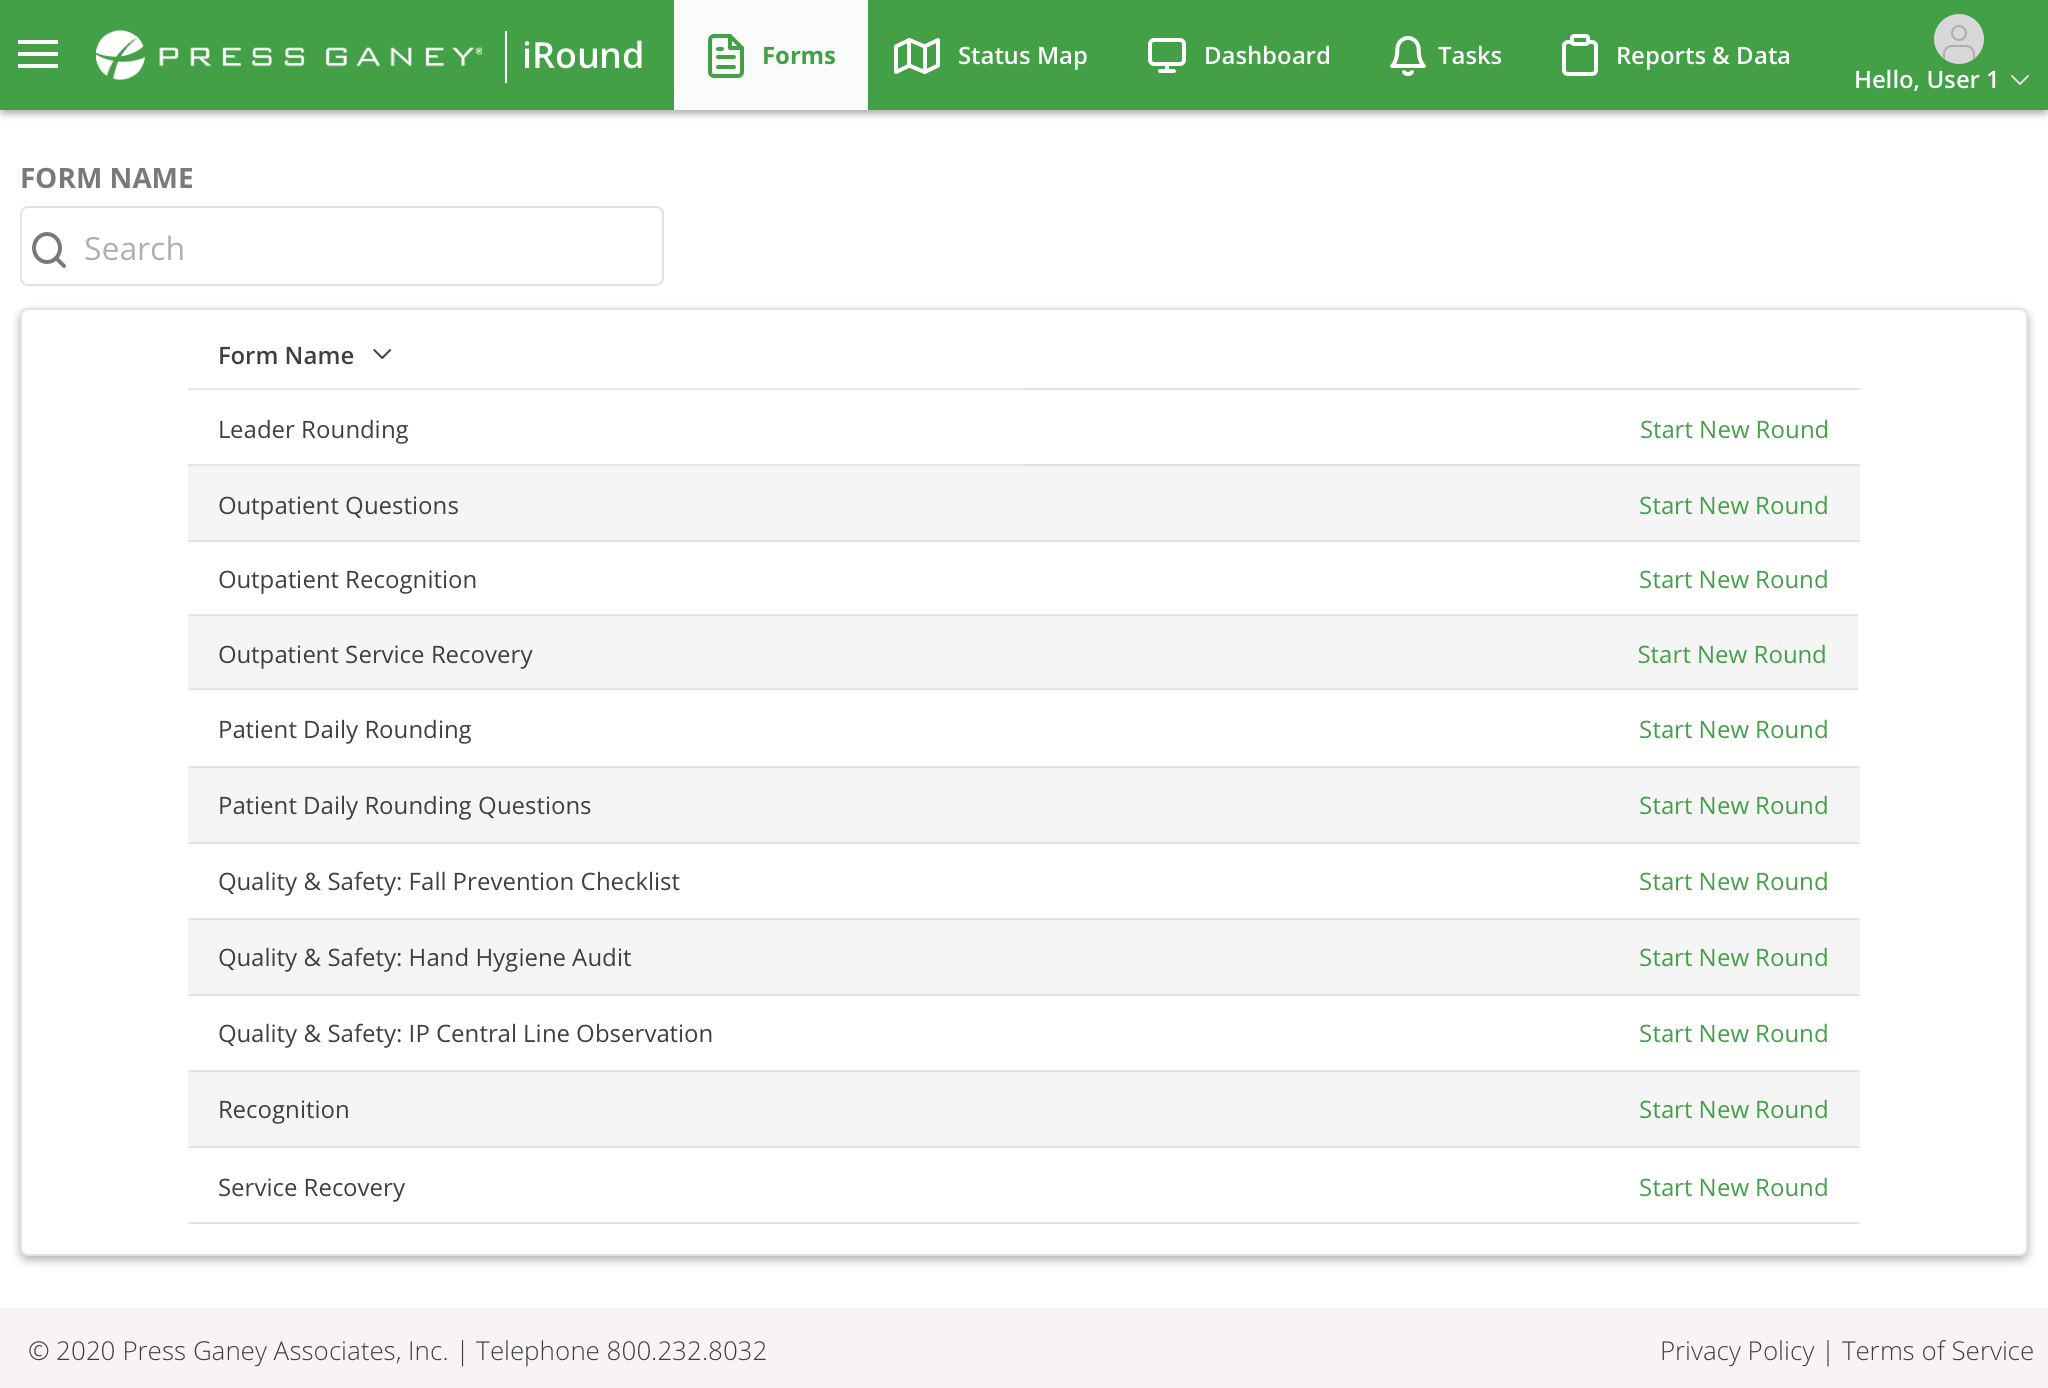 PRESS GANEY® | iRound Forms Status Map Dashboard Tasks Reports & Data
Hello, User 1
FORM NAME
Search
Form Name
Leader Rounding Start New Round
Outpatient Questions Start New Round
Outpatient Recognition Start New Round
Outpatient Service Recovery Start New Round
Patient Daily Rounding Start New Round
Patient Daily Rounding Questions Start New Round
Quality & Safety: Fall Prevention Checklist Start New Round
Quality & Safety: Hand Hygiene Audit Start New Round
Quality & Safety: IP Central Line Observation Start New Round
Recognition Start New Round
Service Recovery Start New Round
© 2020 Press Ganey Associates, Inc. | Telephone 800.232.8032 Privacy Policy | Terms of Service